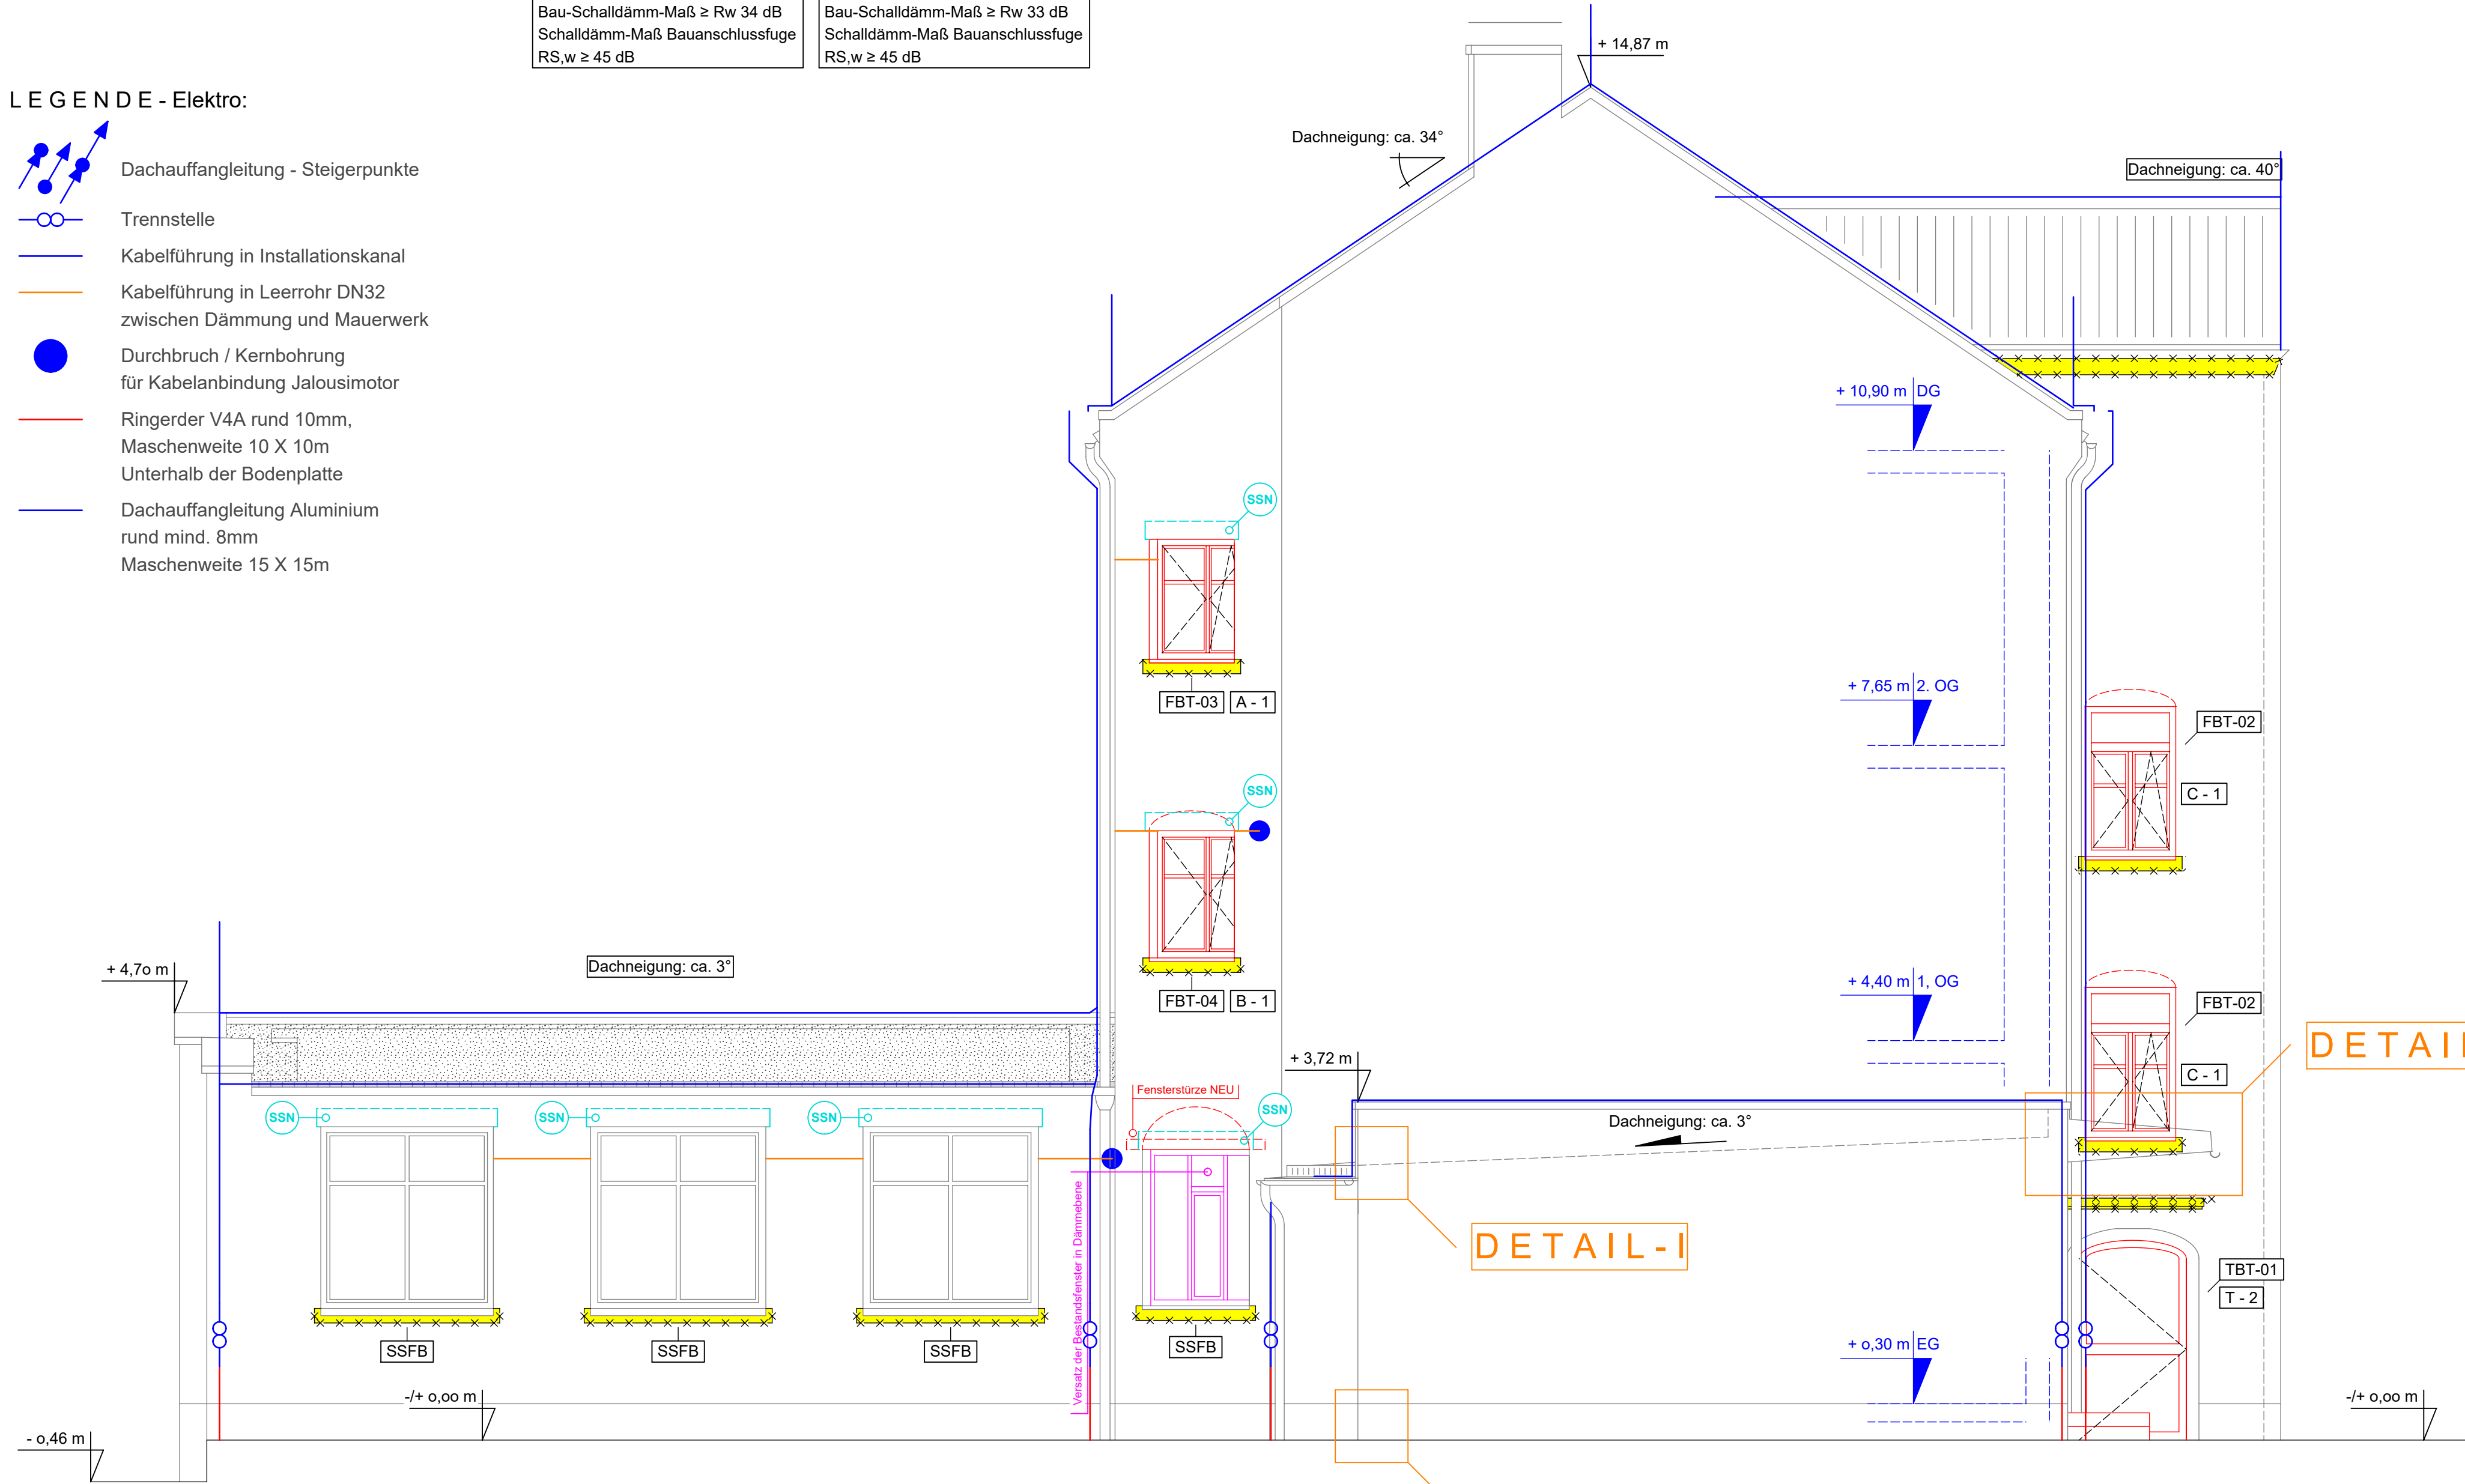 Bau-Schalldämm-Maß ≥ Rw 34 dB
Schalldämm-Maß Bauanschlussfuge
RS,w ≥ 45 dB
Bau-Schalldämm-Maß ≥ Rw 33 dB
Schalldämm-Maß Bauanschlussfuge
RS,w ≥ 45 dB
L E G E N D E - Elektro:
Dachauffangleitung - Steigerpunkte
Trennstelle
Kabelführung in Installationskanal
Kabelführung in Leerrohr DN32
zwischen Dämmung und Mauerwerk
Durchbruch / Kernbohrung
für Kabelanbindung Jalousimotor
Ringerder V4A rund 10mm,
Maschenweite 10 X 10m
Unterhalb der Bodenplatte
Dachauffangleitung Aluminium
rund mind. 8mm
Maschenweite 15 X 15m
+ 14,87 m
Dachneigung: ca. 34°
Dachneigung: ca. 40°
+ 10,90 m DG
SSN
FBT-03 A - 1
+ 7,65 m 2. OG
FBT-02
C - 1
SSN
FBT-04 B - 1
+ 4,7o m
Dachneigung: ca. 3°
+ 4,40 m 1, OG
FBT-02
C - 1
DETAIL
+ 3,72 m
Fensterstürze NEU
SSN
SSN
SSN
SSN
Dachneigung: ca. 3°
Versatz der Bestandsfenster in Dämmebene
DETAIL-I
TBT-01
T - 2
SSFB
SSFB
SSFB
SSFB
+ o,30 m EG
-/+ o,oo m
-/+ o,oo m
- o,46 m